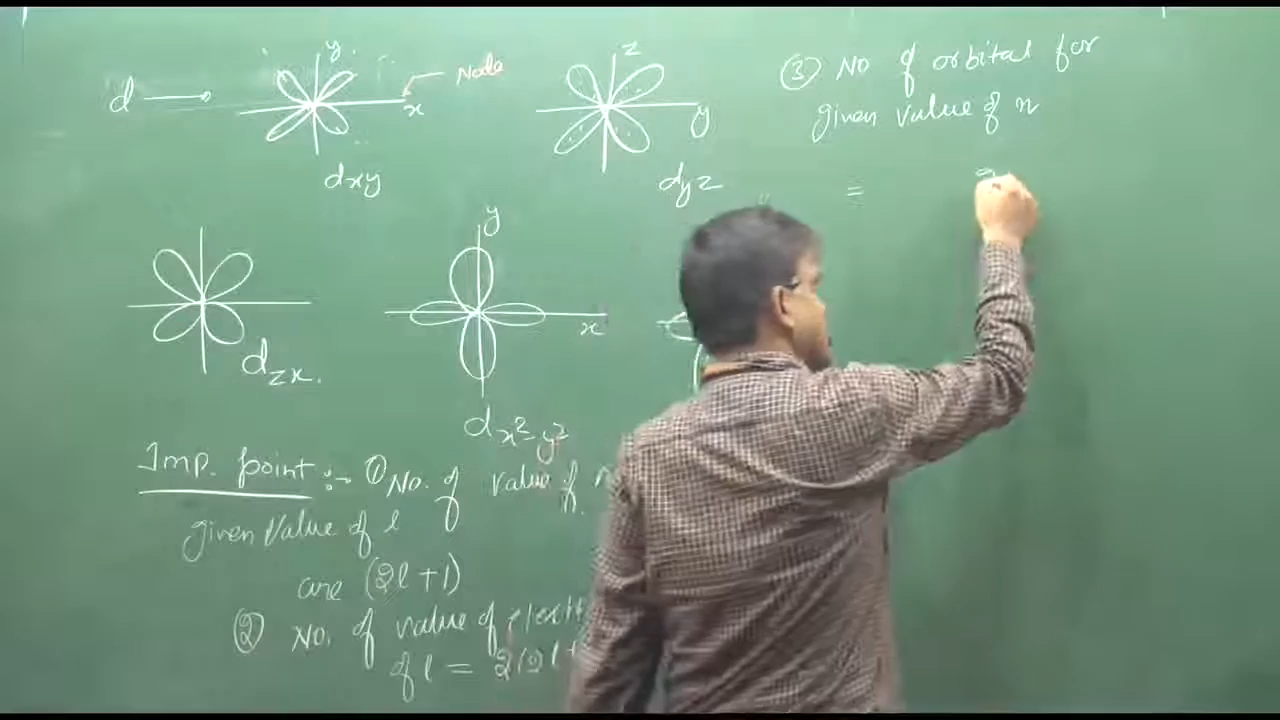 d
y
x
Node
dxy
z
y
dyz
③ No of orbital for
given value of n
=
dzx.
y
x
dx²-y²
Imp. point :- ① No. of value of
given value of l
are (2l+1)
② No. of value of
of l = 2(2l+